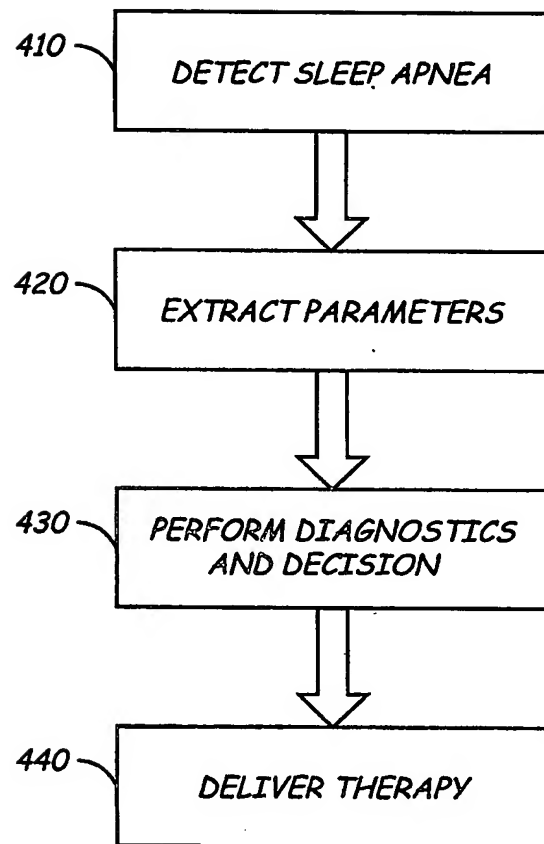 410
DETECT SLEEP APNEA
420
EXTRACT PARAMETERS
430
PERFORM DIAGNOSTICS
AND DECISION
440
DELIVER THERAPY